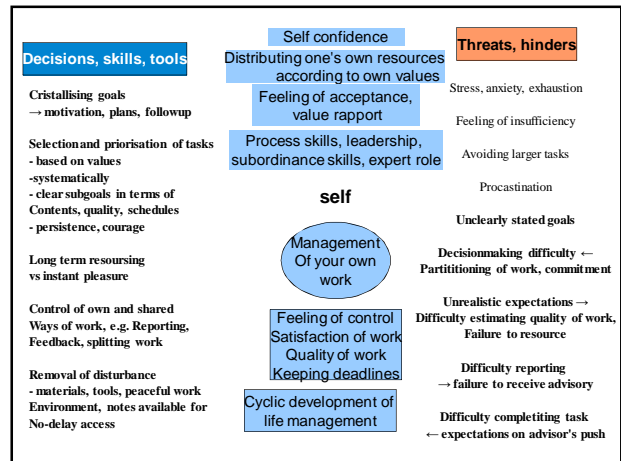 Decisions, skills, tools
Cristallising goals
→ motivation, plans, followup
Selection and priorisation of tasks
- based on values
-systematically
- clear subgoals in terms of
Contents, quality, schedules
- persistence, courage
Long term resoursing
vs instant pleasure
Control of own and shared
Ways of work, e.g. Reporting,
Feedback, splitting work
Removal of disturbance
- materials, tools, peaceful work
Environment, notes available for
No-delay access
Self confidence
Distributing one's own resources
according to own values
Feeling of acceptance,
value rapport
Process skills, leadership,
subordinance skills, expert role
self
Management
Of your own
work
Feeling of control
Satisfaction of work
Quality of work
Keeping deadlines
Cyclic development of
life management
Threats, hinders
Stress, anxiety, exhaustion
Feeling of insufficiency
Avoiding larger tasks
Procastination
Unclearly stated goals
Decisionmaking difficulty ←
Partititioning of work, commitment
Unrealistic expectations →
Difficulty estimating quality of work,
Failure to resource
Difficulty reporting
→ failure to receive advisory
Difficulty completiting task
← expectations on advisor's push